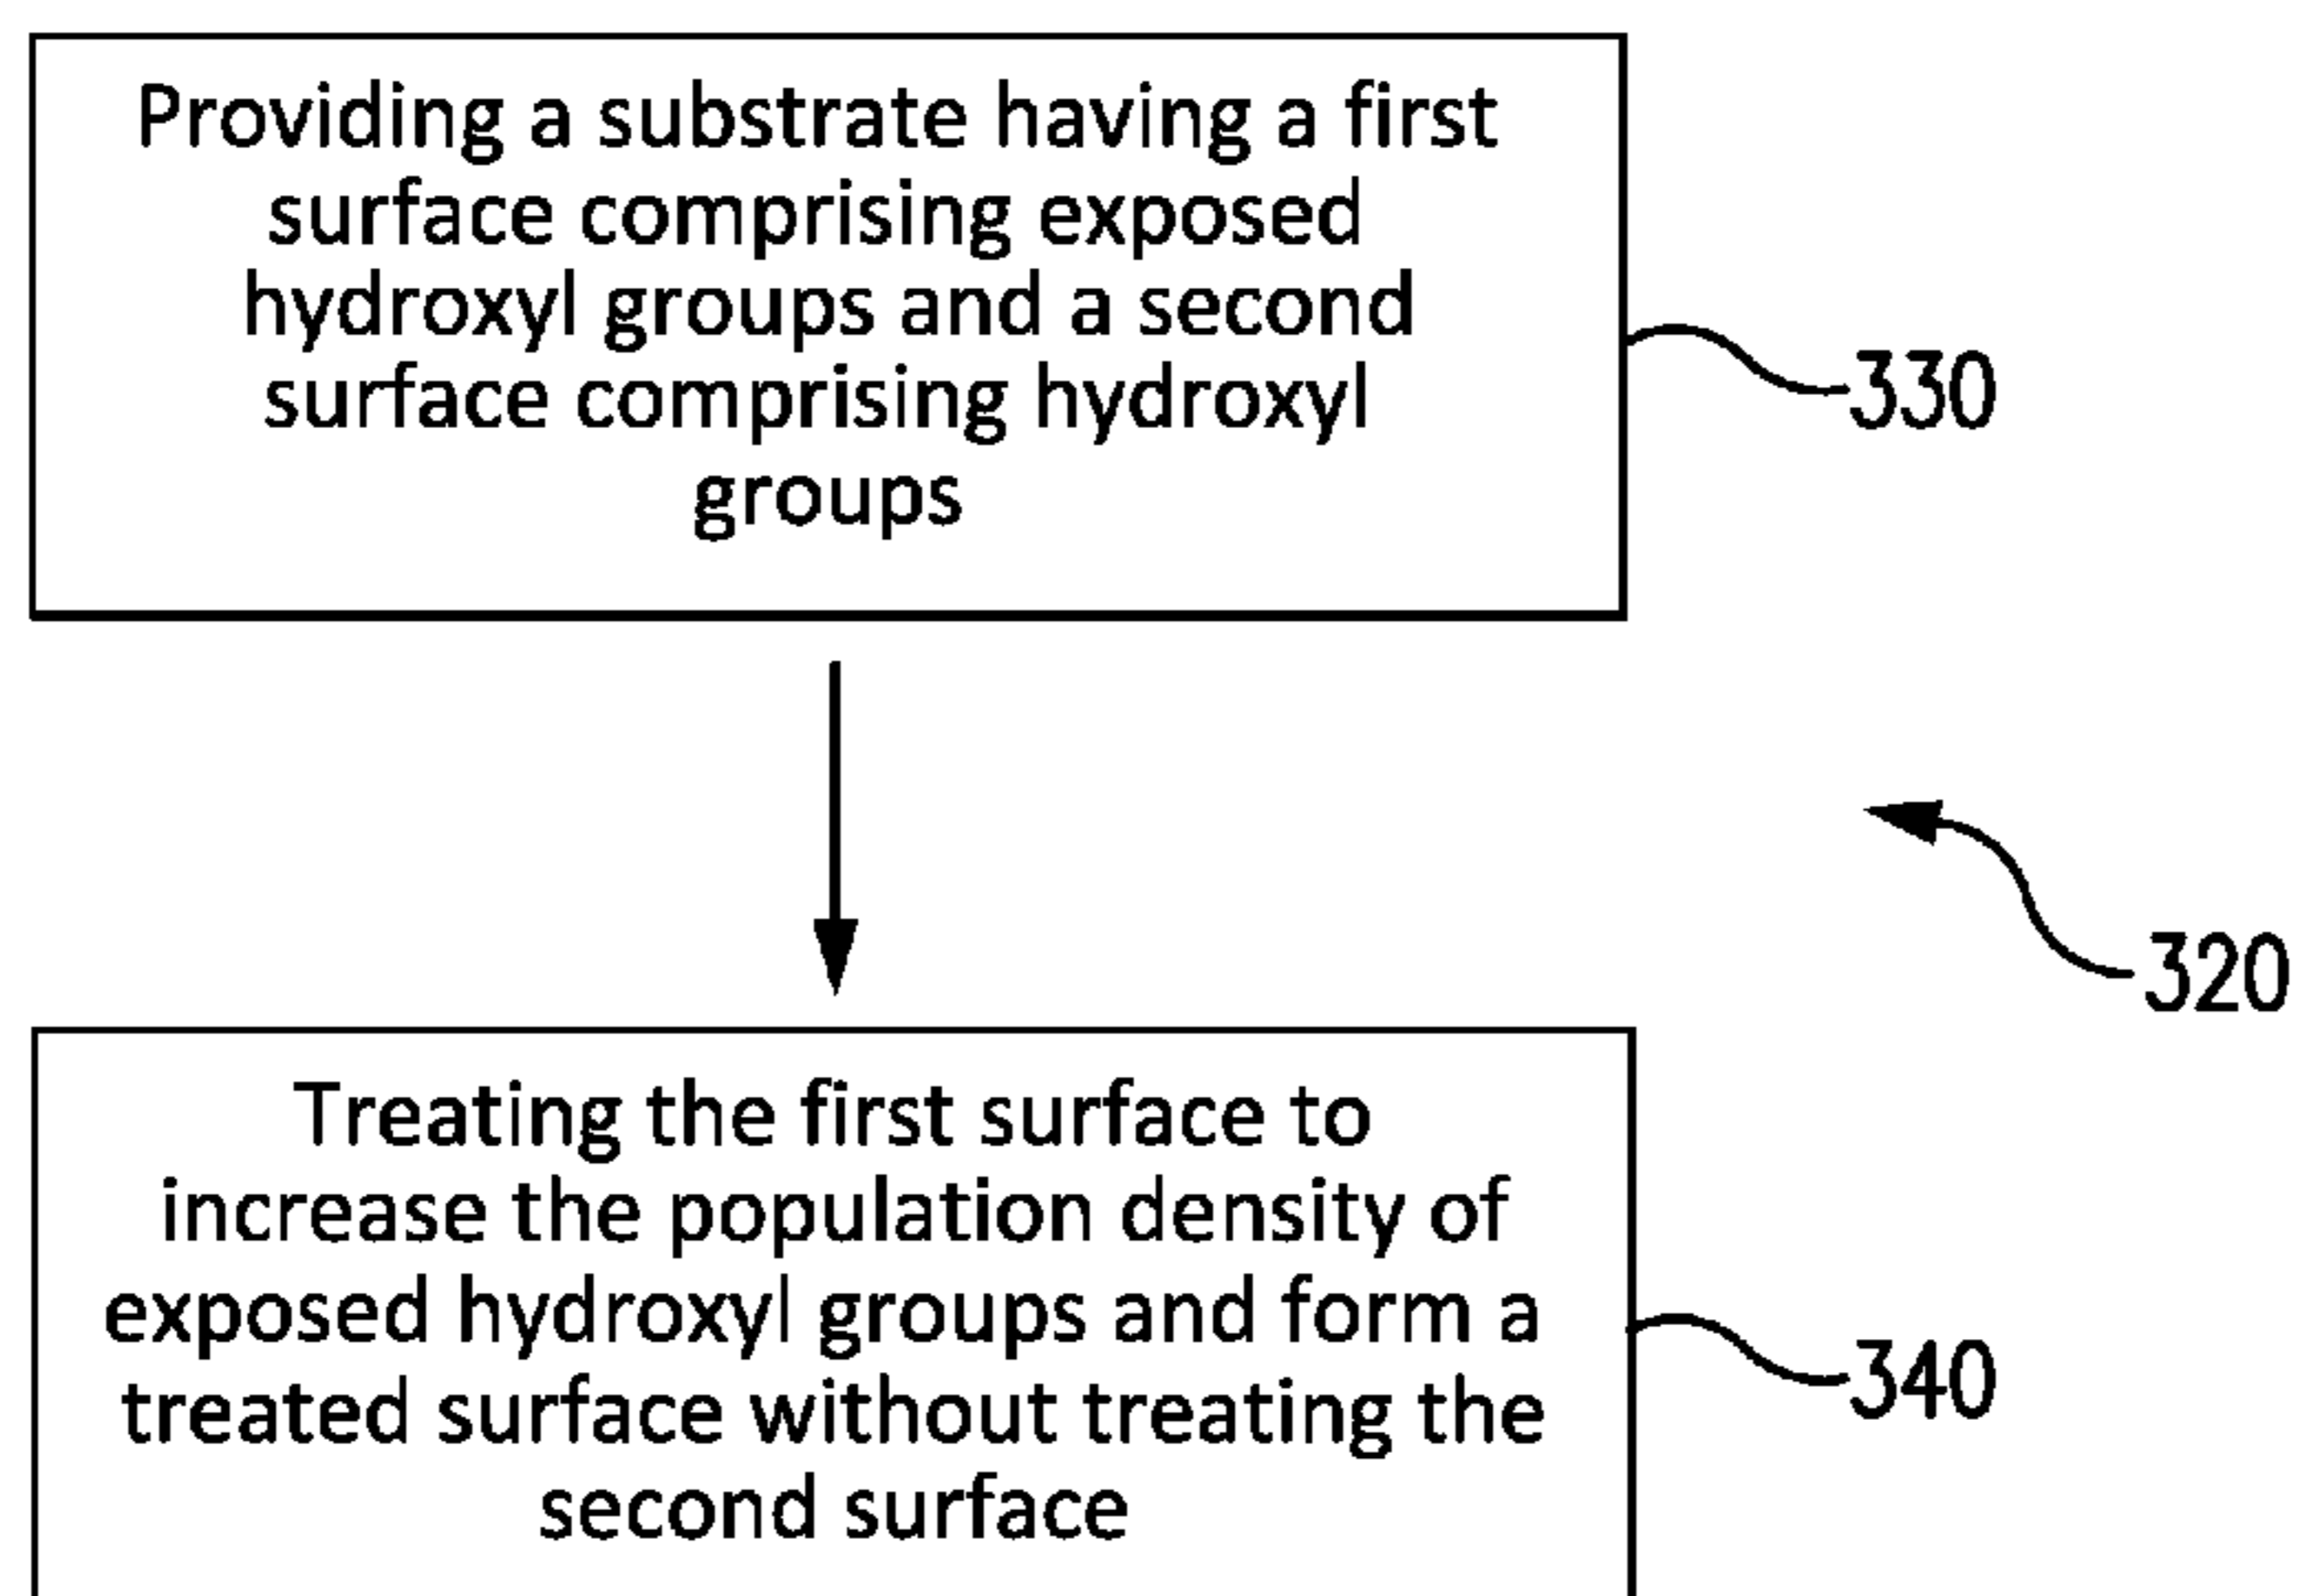 Providing a substrate having a first
surface comprising exposed
hydroxyl groups and a second
surface comprising hydroxyl
groups
330
320
Treating the first surface to
increase the population density of
exposed hydroxyl groups and form a
treated surface without treating the
second surface
340